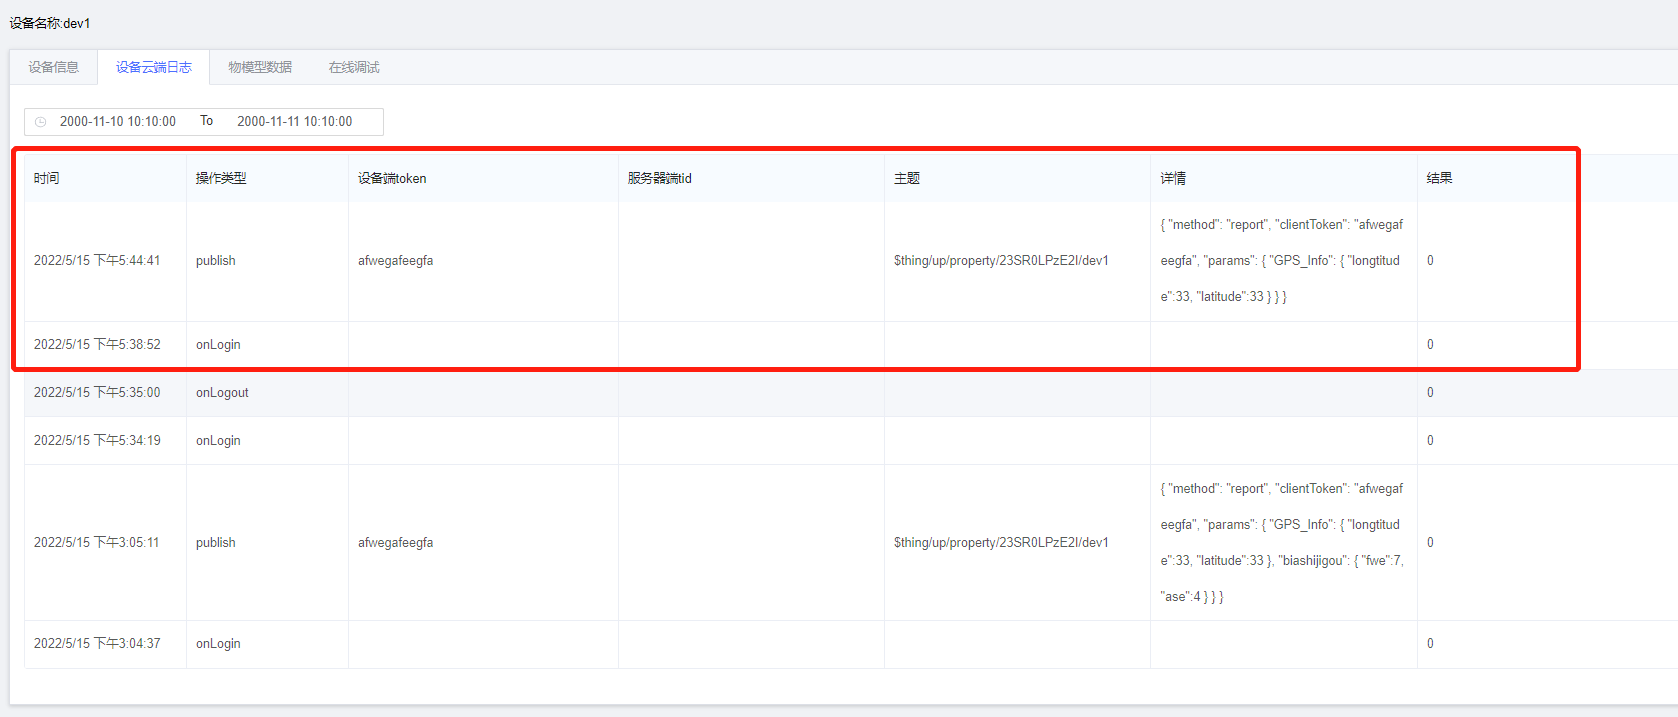 设备名称:dev1
设备信息 设备云端日志 物模型数据 在线调试
2000-11-10 10:10:00 To 2000-11-11 10:10:00
时间 操作类型 设备端token 服务器端tid 主题 详情 结果
{ "method": "report", "clientToken": "afwegaf
2022/5/15 下午5:44:41 publish afwegafeegfa $thing/up/property/23SR0LPzE2I/dev1 eegfa", "params": { "GPS_Info": { "longtitud 0
e":33, "latitude":33 } } }
2022/5/15 下午5:38:52 onLogin 0
2022/5/15 下午5:35:00 onLogout 0
2022/5/15 下午5:34:19 onLogin 0
{ "method": "report", "clientToken": "afwegaf
eegfa", "params": { "GPS_Info": { "longtitud
2022/5/15 下午3:05:11 publish afwegafeegfa $thing/up/property/23SR0LPzE2I/dev1 0
e":33, "latitude":33 }, "biashijigou": { "fwe":7,
"ase":4 } } }
2022/5/15 下午3:04:37 onLogin 0